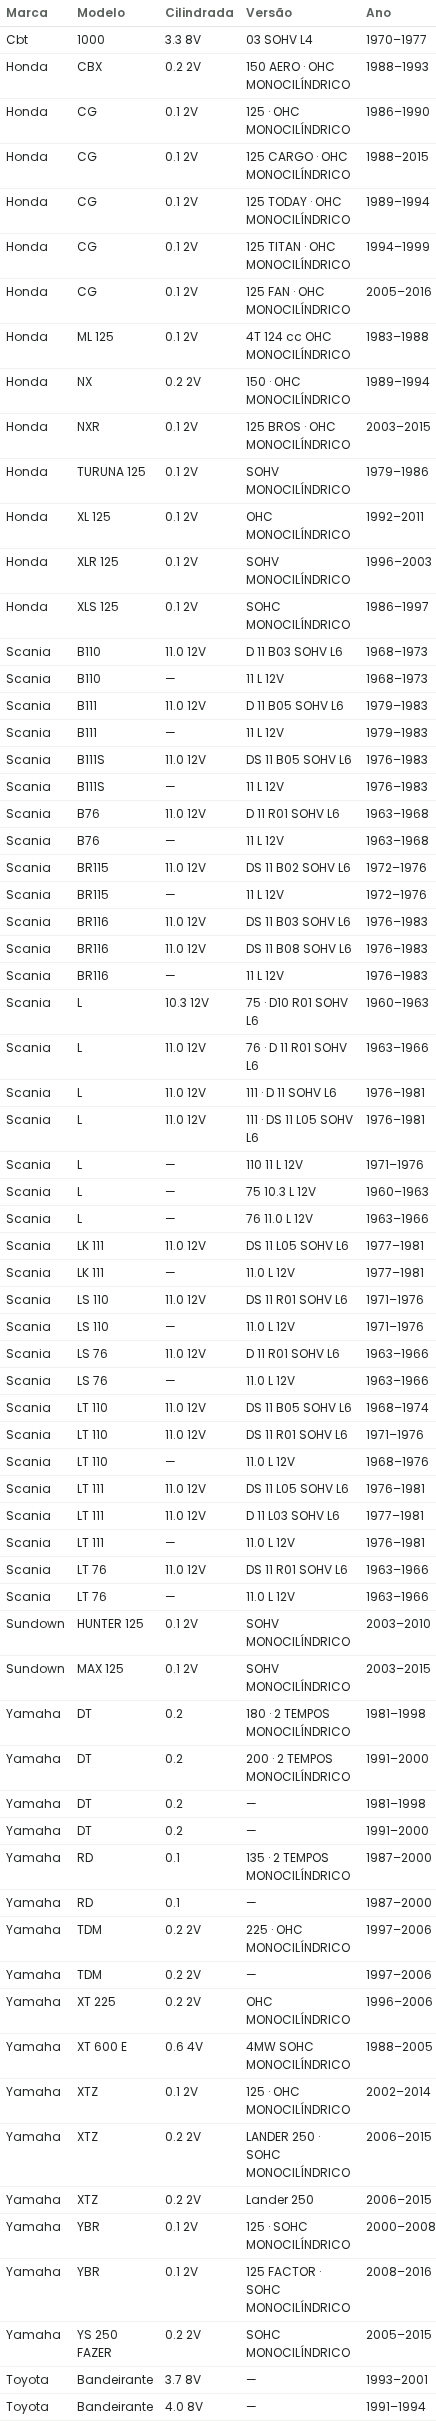 Marca Modelo Cilindrada Versão Ano
Cbt 1000 3.3 8V 03 SOHV L4 1970–1977
Honda CBX 0.2 2V 150 AERO · OHC 1988–1993
MONOCILÍNDRICO
Honda CG 0.1 2V 125 · OHC 1986–1990
MONOCILÍNDRICO
Honda CG 0.1 2V 125 CARGO · OHC 1988–2015
MONOCILÍNDRICO
Honda CG 0.1 2V 125 TODAY · OHC 1989–1994
MONOCILÍNDRICO
Honda CG 0.1 2V 125 TITAN · OHC 1994–1999
MONOCILÍNDRICO
Honda CG 0.1 2V 125 FAN · OHC 2005–2016
MONOCILÍNDRICO
Honda ML 125 0.1 2V 4T 124 cc OHC 1983–1988
MONOCILÍNDRICO
Honda NX 0.2 2V 150 · OHC 1989–1994
MONOCILÍNDRICO
Honda NXR 0.1 2V 125 BROS · OHC 2003–2015
MONOCILÍNDRICO
Honda TURUNA 125 0.1 2V SOHV 1979–1986
MONOCILÍNDRICO
Honda XL 125 0.1 2V OHC 1992–2011
MONOCILÍNDRICO
Honda XLR 125 0.1 2V SOHV 1996–2003
MONOCILÍNDRICO
Honda XLS 125 0.1 2V SOHC 1986–1997
MONOCILÍNDRICO
Scania B110 11.0 12V D 11 B03 SOHV L6 1968–1973
Scania B110 — 11 L 12V 1968–1973
Scania B111 11.0 12V D 11 B05 SOHV L6 1979–1983
Scania B111 — 11 L 12V 1979–1983
Scania B111S 11.0 12V DS 11 B05 SOHV L6 1976–1983
Scania B111S — 11 L 12V 1976–1983
Scania B76 11.0 12V D 11 R01 SOHV L6 1963–1968
Scania B76 — 11 L 12V 1963–1968
Scania BR115 11.0 12V DS 11 B02 SOHV L6 1972–1976
Scania BR115 — 11 L 12V 1972–1976
Scania BR116 11.0 12V DS 11 B03 SOHV L6 1976–1983
Scania BR116 11.0 12V DS 11 B08 SOHV L6 1976–1983
Scania BR116 — 11 L 12V 1976–1983
Scania L 10.3 12V 75 · D10 R01 SOHV 1960–1963
L6
Scania L 11.0 12V 76 · D 11 R01 SOHV 1963–1966
L6
Scania L 11.0 12V 111 · D 11 SOHV L6 1976–1981
Scania L 11.0 12V 111 · DS 11 L05 SOHV 1976–1981
L6
Scania L — 110 11 L 12V 1971–1976
Scania L — 75 10.3 L 12V 1960–1963
Scania L — 76 11.0 L 12V 1963–1966
Scania LK 111 11.0 12V DS 11 L05 SOHV L6 1977–1981
Scania LK 111 — 11.0 L 12V 1977–1981
Scania LS 110 11.0 12V DS 11 R01 SOHV L6 1971–1976
Scania LS 110 — 11.0 L 12V 1971–1976
Scania LS 76 11.0 12V D 11 R01 SOHV L6 1963–1966
Scania LS 76 — 11.0 L 12V 1963–1966
Scania LT 110 11.0 12V DS 11 B05 SOHV L6 1968–1974
Scania LT 110 11.0 12V DS 11 R01 SOHV L6 1971–1976
Scania LT 110 — 11.0 L 12V 1968–1976
Scania LT 111 11.0 12V DS 11 L05 SOHV L6 1976–1981
Scania LT 111 11.0 12V D 11 L03 SOHV L6 1977–1981
Scania LT 111 — 11.0 L 12V 1976–1981
Scania LT 76 11.0 12V DS 11 R01 SOHV L6 1963–1966
Scania LT 76 — 11.0 L 12V 1963–1966
Sundown HUNTER 125 0.1 2V SOHV 2003–2010
MONOCILÍNDRICO
Sundown MAX 125 0.1 2V SOHV 2003–2015
MONOCILÍNDRICO
Yamaha DT 0.2 180 · 2 TEMPOS 1981–1998
MONOCILÍNDRICO
Yamaha DT 0.2 200 · 2 TEMPOS 1991–2000
MONOCILÍNDRICO
Yamaha DT 0.2 — 1981–1998
Yamaha DT 0.2 — 1991–2000
Yamaha RD 0.1 135 · 2 TEMPOS 1987–2000
MONOCILÍNDRICO
Yamaha RD 0.1 — 1987–2000
Yamaha TDM 0.2 2V 225 · OHC 1997–2006
MONOCILÍNDRICO
Yamaha TDM 0.2 2V — 1997–2006
Yamaha XT 225 0.2 2V OHC 1996–2006
MONOCILÍNDRICO
Yamaha XT 600 E 0.6 4V 4MW SOHC 1988–2005
MONOCILÍNDRICO
Yamaha XTZ 0.1 2V 125 · OHC 2002–2014
MONOCILÍNDRICO
Yamaha XTZ 0.2 2V LANDER 250 · 2006–2015
SOHC
MONOCILÍNDRICO
Yamaha XTZ 0.2 2V Lander 250 2006–2015
Yamaha YBR 0.1 2V 125 · SOHC 2000–2008
MONOCILÍNDRICO
Yamaha YBR 0.1 2V 125 FACTOR · 2008–2016
SOHC
MONOCILÍNDRICO
Yamaha YS 250 0.2 2V SOHC 2005–2015
FAZER MONOCILÍNDRICO
Toyota Bandeirante 3.7 8V — 1993–2001
Toyota Bandeirante 4.0 8V — 1991–1994